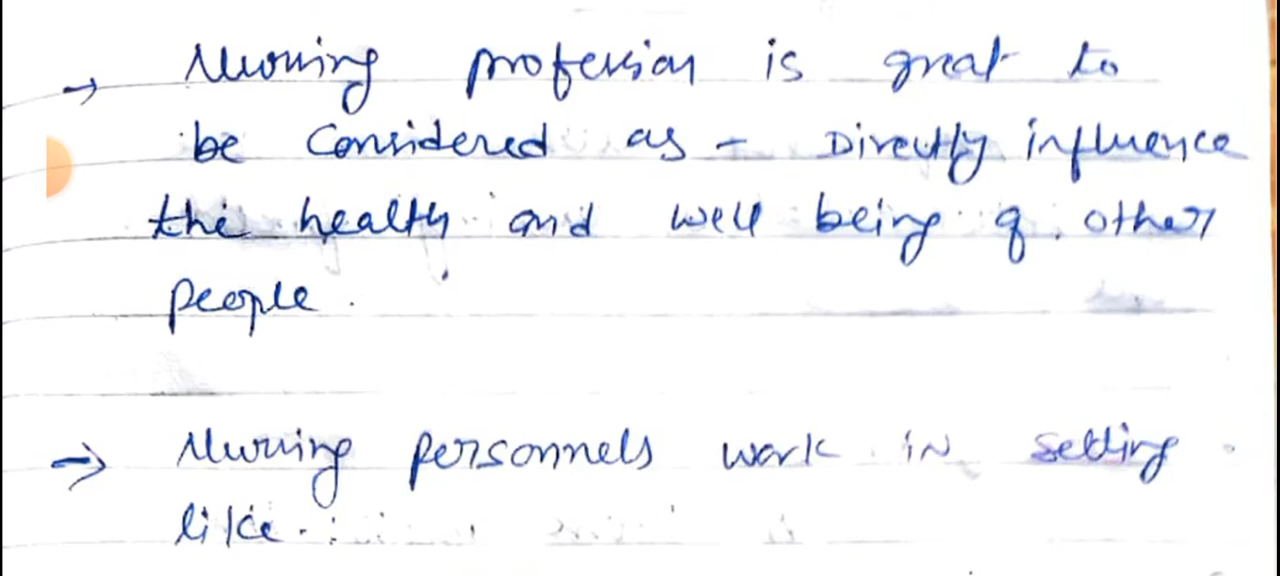 → Nursing profession is great to
be considered as - Directly influence
the health and well being of other
people.
→ Nursing personnels work in setting
like.